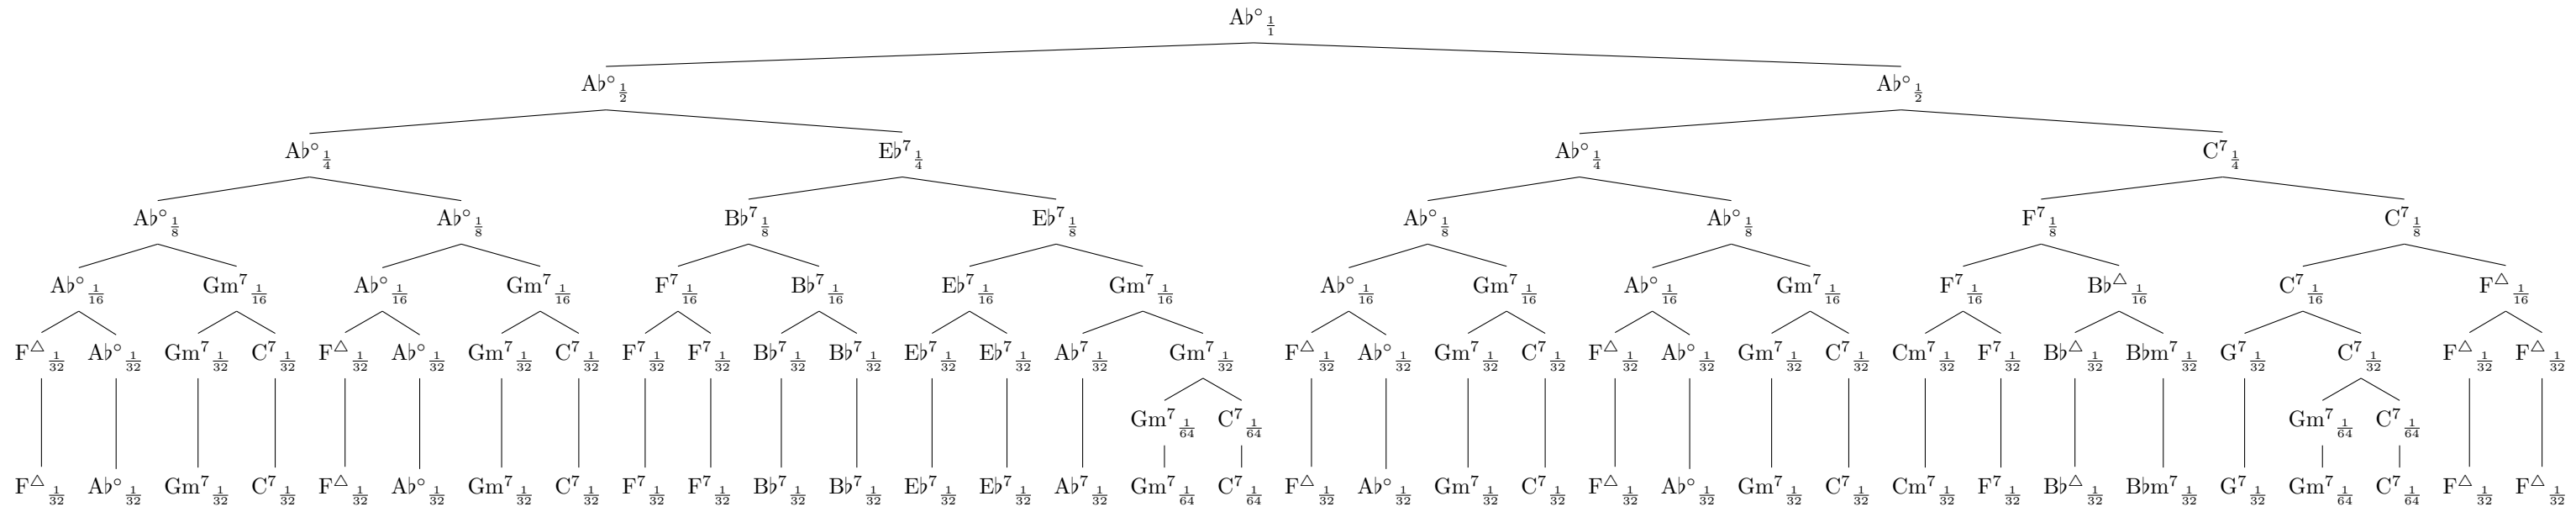 A♭° 1/1
A♭° 1/2 A♭° 1/2
A♭° 1/4 E♭⁷ 1/4 A♭° 1/4 C⁷ 1/4
A♭° 1/8 A♭° 1/8 B♭⁷ 1/8 E♭⁷ 1/8 A♭° 1/8 A♭° 1/8 F⁷ 1/8 C⁷ 1/8
A♭° 1/16 Gm⁷ 1/16 A♭° 1/16 Gm⁷ 1/16 F⁷ 1/16 B♭⁷ 1/16 E♭⁷ 1/16 Gm⁷ 1/16 A♭° 1/16 Gm⁷ 1/16 A♭° 1/16 Gm⁷ 1/16 F⁷ 1/16 B♭△ 1/16 C⁷ 1/16 F△ 1/16
F△ 1/32 A♭° 1/32 Gm⁷ 1/32 C⁷ 1/32 F△ 1/32 A♭° 1/32 Gm⁷ 1/32 C⁷ 1/32 F⁷ 1/32 F⁷ 1/32 B♭⁷ 1/32 B♭⁷ 1/32 E♭⁷ 1/32 E♭⁷ 1/32 A♭⁷ 1/32 Gm⁷ 1/32 F△ 1/32 A♭° 1/32 Gm⁷ 1/32 C⁷ 1/32 F△ 1/32 A♭° 1/32 Gm⁷ 1/32 C⁷ 1/32 Cm⁷ 1/32 F⁷ 1/32 B♭△ 1/32 B♭m⁷ 1/32 G⁷ 1/32 C⁷ 1/32 F△ 1/32 F△ 1/32
Gm⁷ 1/64 C⁷ 1/64 Gm⁷ 1/64 C⁷ 1/64
F△ 1/32 A♭° 1/32 Gm⁷ 1/32 C⁷ 1/32 F△ 1/32 A♭° 1/32 Gm⁷ 1/32 C⁷ 1/32 F⁷ 1/32 F⁷ 1/32 B♭⁷ 1/32 B♭⁷ 1/32 E♭⁷ 1/32 E♭⁷ 1/32 A♭⁷ 1/32 Gm⁷ 1/64 C⁷ 1/64 F△ 1/32 A♭° 1/32 Gm⁷ 1/32 C⁷ 1/32 F△ 1/32 A♭° 1/32 Gm⁷ 1/32 C⁷ 1/32 Cm⁷ 1/32 F⁷ 1/32 B♭△ 1/32 B♭m⁷ 1/32 G⁷ 1/32 Gm⁷ 1/64 C⁷ 1/64 F△ 1/32 F△ 1/32